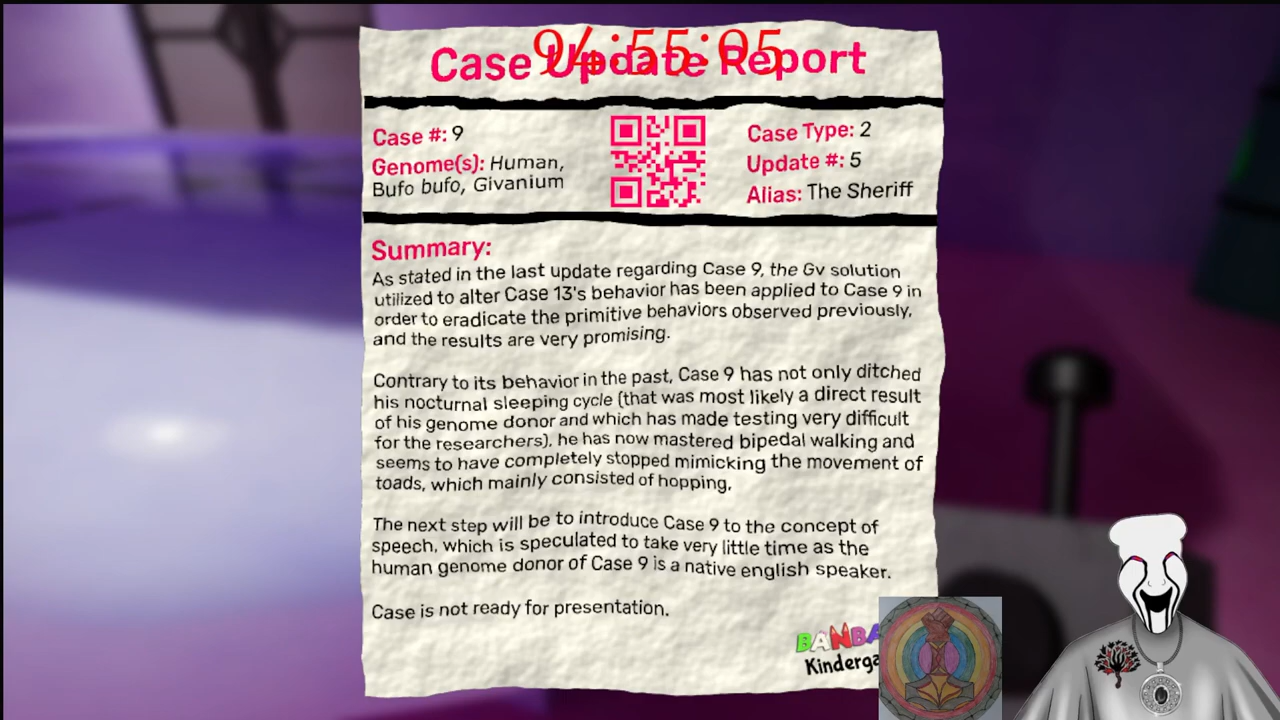 94:55:05
Case Update Report
Case #: 9
Genome(s): Human,
Bufo bufo, Givanium
Case Type: 2
Update #: 5
Alias: The Sheriff
Summary:
As stated in the last update regarding Case 9, the Gv solution
utilized to alter Case 13's behavior has been applied to Case 9 in
order to eradicate the primitive behaviors observed previously,
and the results are very promising.
Contrary to its behavior in the past, Case 9 has not only ditched
his nocturnal sleeping cycle (that was most likely a direct result
of his genome donor and which has made testing very difficult
for the researchers), he has now mastered bipedal walking and
seems to have completely stopped mimicking the movement of
toads, which mainly consisted of hopping,
The next step will be to introduce Case 9 to the concept of
speech, which is speculated to take very little time as the
human genome donor of Case 9 is a native english speaker.
Case is not ready for presentation.